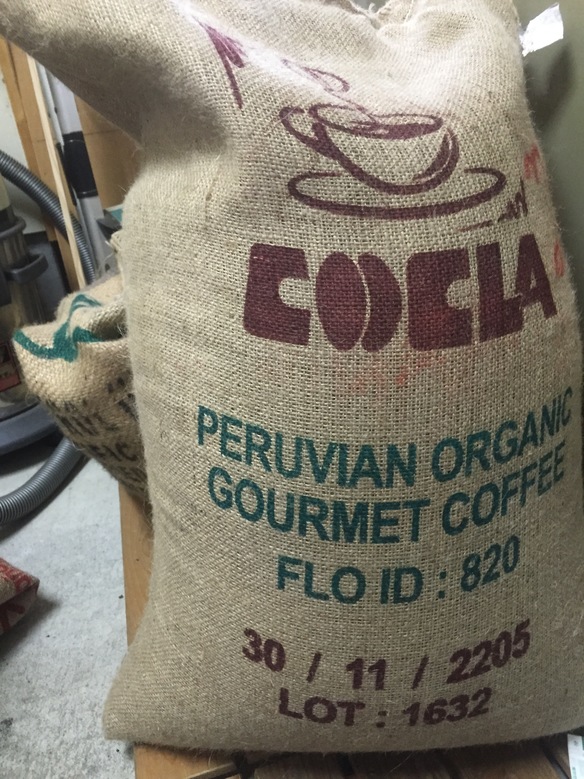 COCLA
PERUVIAN ORGANIC
GOURMET COFFEE
FLO ID : 820
30 / 11 / 2205
LOT : 1632